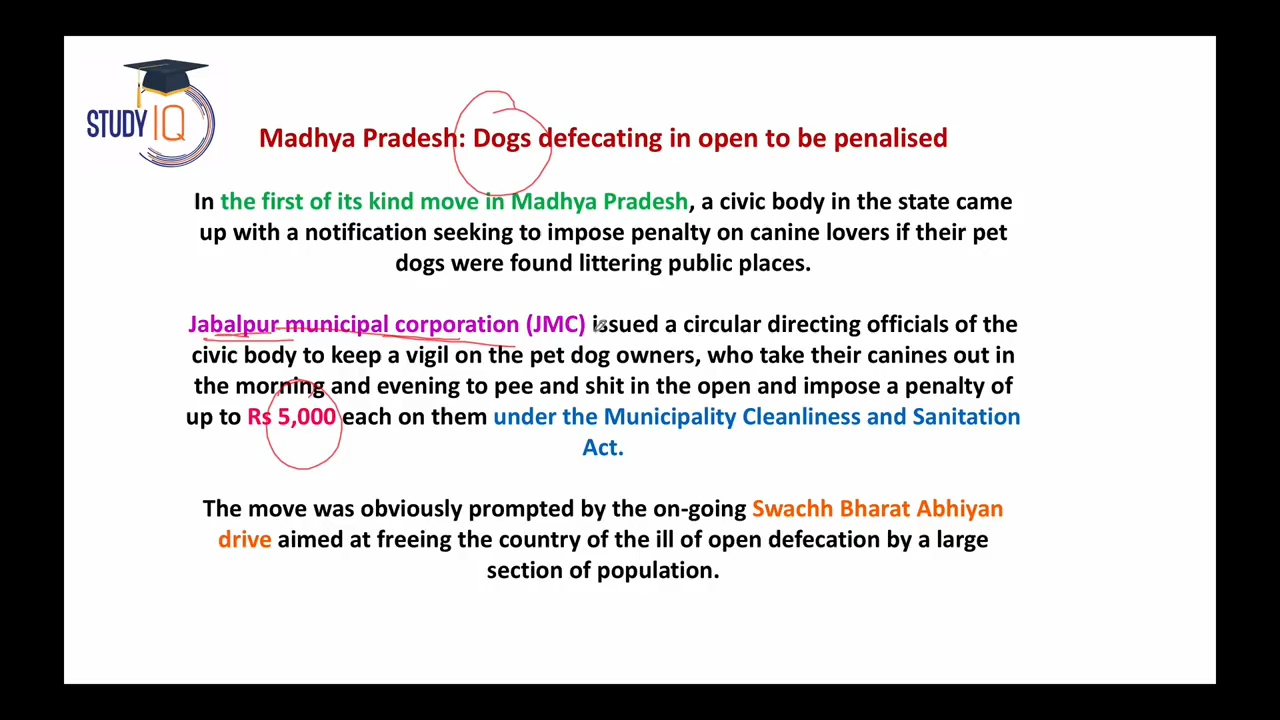 STUDY IQ
Madhya Pradesh: Dogs defecating in open to be penalised
In the first of its kind move in Madhya Pradesh, a civic body in the state came
up with a notification seeking to impose penalty on canine lovers if their pet
dogs were found littering public places.
Jabalpur municipal corporation (JMC) issued a circular directing officials of the
civic body to keep a vigil on the pet dog owners, who take their canines out in
the morning and evening to pee and shit in the open and impose a penalty of
up to Rs 5,000 each on them under the Municipality Cleanliness and Sanitation
Act.
The move was obviously prompted by the on-going Swachh Bharat Abhiyan
drive aimed at freeing the country of the ill of open defecation by a large
section of population.